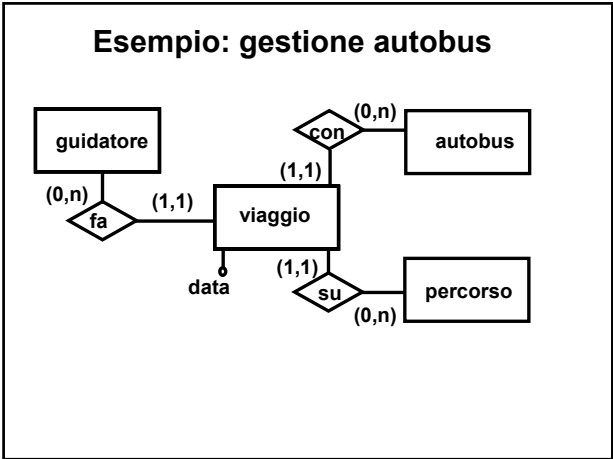 Esempio: gestione autobus
guidatore
(0,n)
fa
(1,1)
viaggio
data
(1,1)
con
(0,n)
autobus
(1,1)
su
(0,n)
percorso